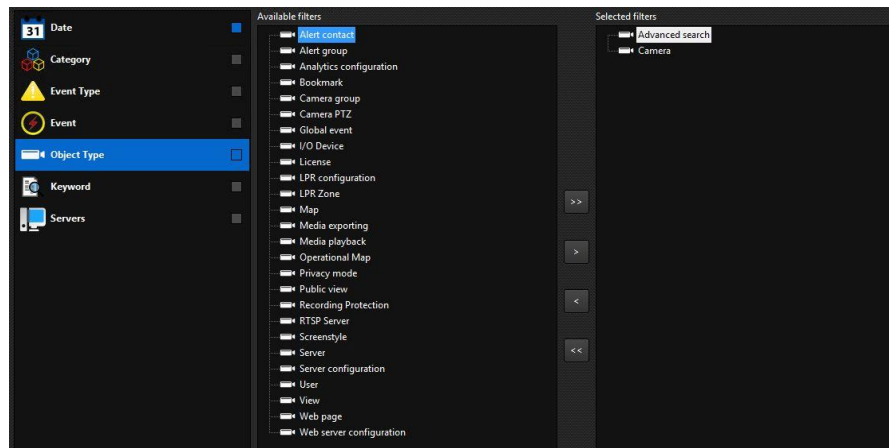 31
Date
Category
Event Type
Event
Object Type
Keyword
Servers
Available filters
Alert contact
Alert group
Analytics configuration
Bookmark
Camera group
Camera PTZ
Global event
I/O Device
License
LPR configuration
LPR Zone
Map
Media exporting
Media playback
Operational Map
Privacy mode
Public view
Recording Protection
RTSP Server
Screenstyle
Server
Server configuration
User
View
Web page
Web server configuration
>>
>
<
<<
Selected filters
Advanced search
Camera